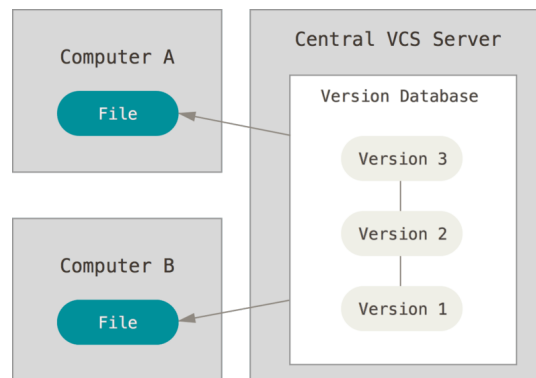 Computer A
File
Computer B
File
Central VCS Server
Version Database
Version 3
Version 2
Version 1